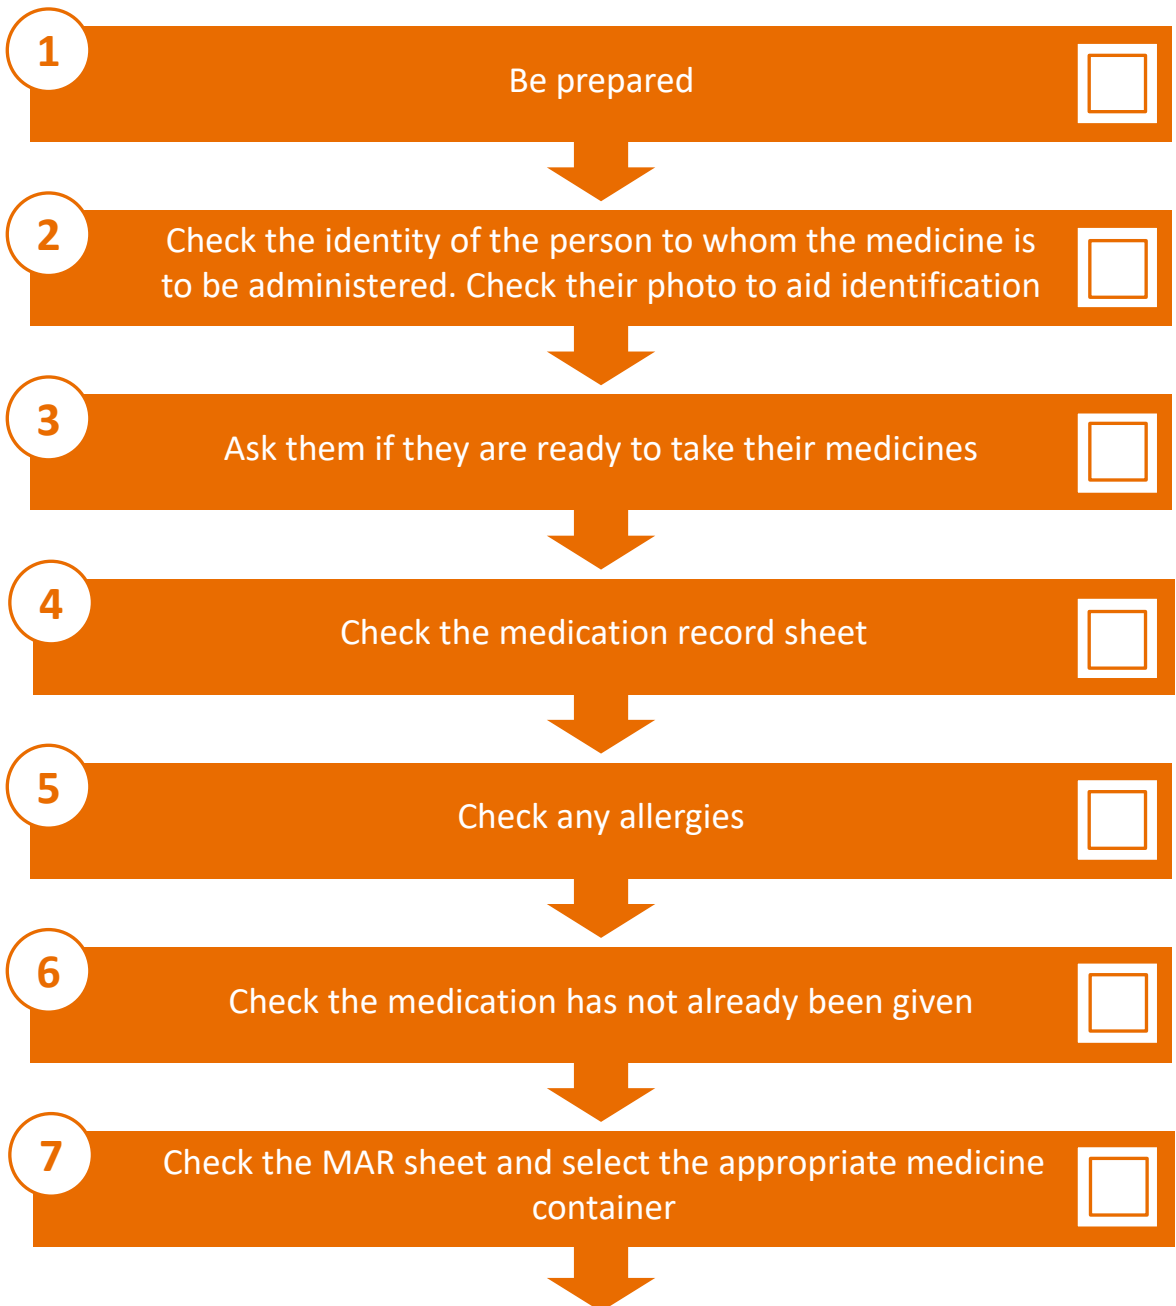 1
Be prepared
2
Check the identity of the person to whom the medicine is
to be administered. Check their photo to aid identification
3
Ask them if they are ready to take their medicines
4
Check the medication record sheet
5
Check any allergies
6
Check the medication has not already been given
7
Check the MAR sheet and select the appropriate medicine
container